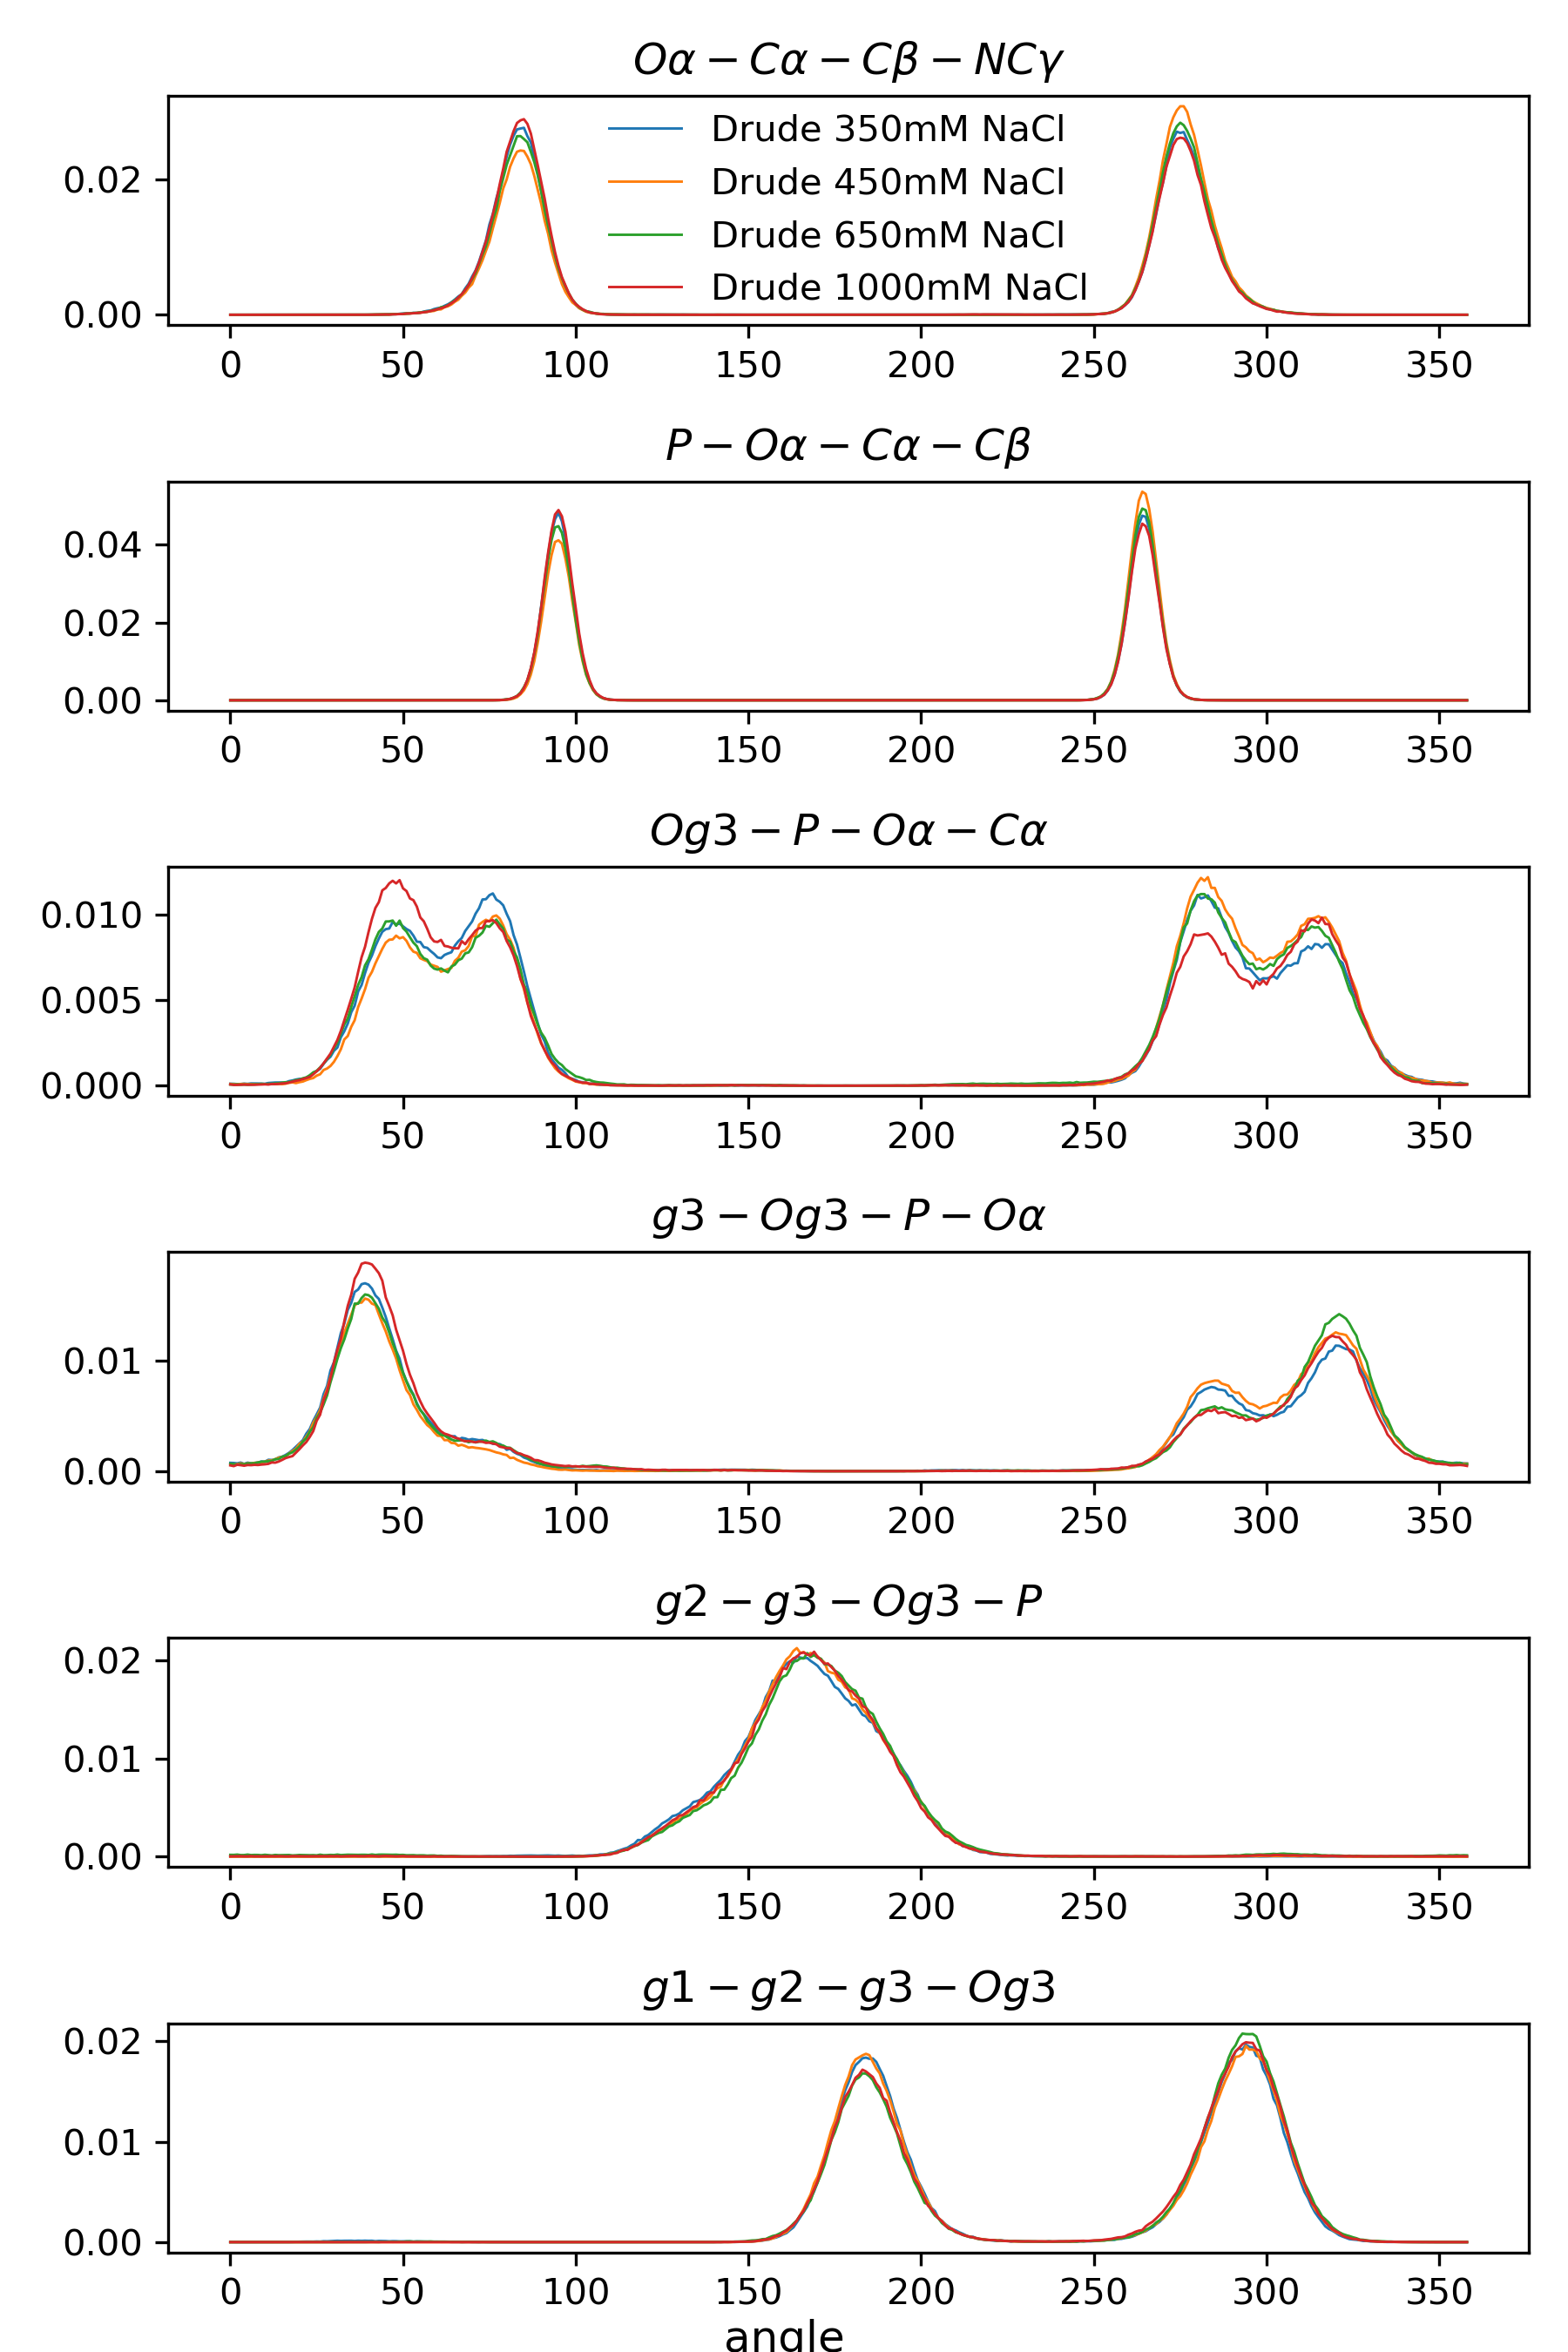 Oα − Cα − Cβ − NCγ
Drude 350mM NaCl
Drude 450mM NaCl
Drude 650mM NaCl
Drude 1000mM NaCl
0.02
0.00
0 50 100 150 200 250 300 350
P − Oα − Cα − Cβ
0.04
0.02
0.00
0 50 100 150 200 250 300 350
Og3 − P − Oα − Cα
0.010
0.005
0.000
0 50 100 150 200 250 300 350
g3 − Og3 − P − Oα
0.01
0.00
0 50 100 150 200 250 300 350
g2 − g3 − Og3 − P
0.02
0.01
0.00
0 50 100 150 200 250 300 350
g1 − g2 − g3 − Og3
0.02
0.01
0.00
0 50 100 150 200 250 300 350
angle